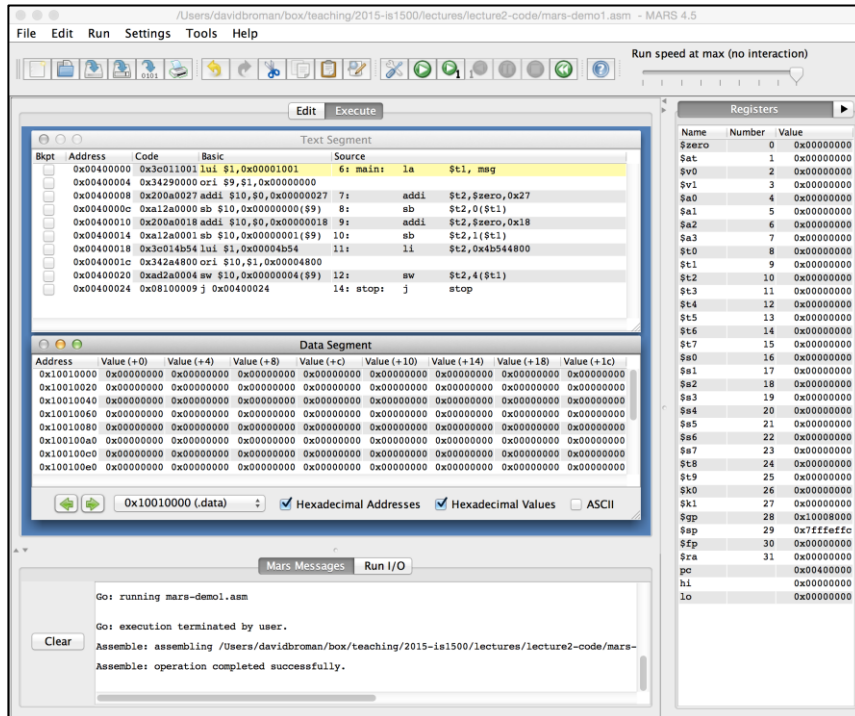 /Users/davidbroman/box/teaching/2015-is1500/lectures/lecture2-code/mars-demo1.asm - MARS 4.5
File Edit Run Settings Tools Help
Run speed at max (no interaction)
Edit Execute
Text Segment
Bkpt Address Code Basic Source
0x00400000 0x3c011001 lui $1,0x00001001 6: main: la $t1, msg
0x00400004 0x34290000 ori $9,$1,0x00000000
0x00400008 0x200a0027 addi $10,$0,0x00000027 7: addi $t2,$zero,0x27
0x0040000c 0xa12a0000 sb $10,0x00000000($9) 8: sb $t2,0($t1)
0x00400010 0x200a0018 addi $10,$0,0x00000018 9: addi $t2,$zero,0x18
0x00400014 0xa12a0001 sb $10,0x00000001($9) 10: sb $t2,1($t1)
0x00400018 0x3c014b54 lui $1,0x00004b54 11: li $t2,0x4b544800
0x0040001c 0x342a4800 ori $10,$1,0x00004800
0x00400020 0xad2a0004 sw $10,0x00000004($9) 12: sw $t2,4($t1)
0x00400024 0x08100009 j 0x00400024 14: stop: j stop
Data Segment
Address Value (+0) Value (+4) Value (+8) Value (+c) Value (+10) Value (+14) Value (+18) Value (+1c)
0x10010000 0x00000000 0x00000000 0x00000000 0x00000000 0x00000000 0x00000000 0x00000000 0x00000000
0x10010020 0x00000000 0x00000000 0x00000000 0x00000000 0x00000000 0x00000000 0x00000000 0x00000000
0x10010040 0x00000000 0x00000000 0x00000000 0x00000000 0x00000000 0x00000000 0x00000000 0x00000000
0x10010060 0x00000000 0x00000000 0x00000000 0x00000000 0x00000000 0x00000000 0x00000000 0x00000000
0x10010080 0x00000000 0x00000000 0x00000000 0x00000000 0x00000000 0x00000000 0x00000000 0x00000000
0x100100a0 0x00000000 0x00000000 0x00000000 0x00000000 0x00000000 0x00000000 0x00000000 0x00000000
0x100100c0 0x00000000 0x00000000 0x00000000 0x00000000 0x00000000 0x00000000 0x00000000 0x00000000
0x100100e0 0x00000000 0x00000000 0x00000000 0x00000000 0x00000000 0x00000000 0x00000000 0x00000000
0x10010000 (.data) Hexadecimal Addresses Hexadecimal Values ASCII
Mars Messages Run I/O
Go: running mars-demo1.asm
Go: execution terminated by user.
Clear
Assemble: assembling /Users/davidbroman/box/teaching/2015-is1500/lectures/lecture2-code/mars-
Assemble: operation completed successfully.
Registers
Name Number Value
$zero 0 0x00000000
$at 1 0x00000000
$v0 2 0x00000000
$v1 3 0x00000000
$a0 4 0x00000000
$a1 5 0x00000000
$a2 6 0x00000000
$a3 7 0x00000000
$t0 8 0x00000000
$t1 9 0x00000000
$t2 10 0x00000000
$t3 11 0x00000000
$t4 12 0x00000000
$t5 13 0x00000000
$t6 14 0x00000000
$t7 15 0x00000000
$s0 16 0x00000000
$s1 17 0x00000000
$s2 18 0x00000000
$s3 19 0x00000000
$s4 20 0x00000000
$s5 21 0x00000000
$s6 22 0x00000000
$s7 23 0x00000000
$t8 24 0x00000000
$t9 25 0x00000000
$k0 26 0x00000000
$k1 27 0x00000000
$gp 28 0x10008000
$sp 29 0x7fffeffc
$fp 30 0x00000000
$ra 31 0x00000000
pc 0x00400000
hi 0x00000000
lo 0x00000000